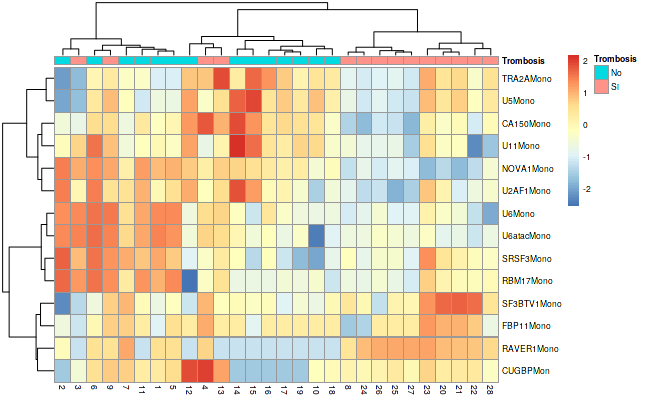 Trombosis
TRA2AMono
U5Mono
CA150Mono
U11Mono
NOVA1Mono
U2AF1Mono
U6Mono
U6atacMono
SRSF3Mono
RBM17Mono
SF3BTV1Mono
FBP11Mono
RAVER1Mono
CUGBPMon
2 3 6 9 7 11 1 5 12 4 13 14 15 16 17 19 10 18 8 24 26 25 27 23 20 21 22 28
2
1
0
-1
-2
Trombosis
No
SI